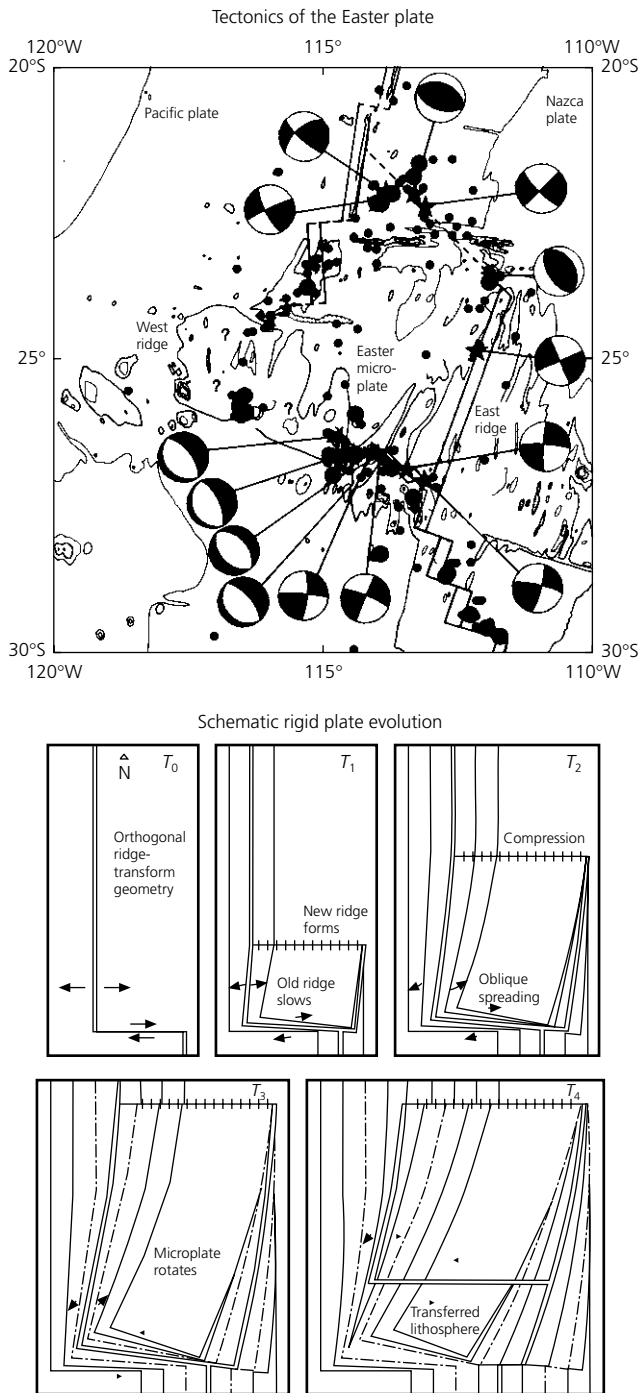 Tectonics of the Easter plate
120°W
115°
110°W
20°S
Pacific plate
Nazca
plate
West
ridge
?
25°
Easter
micro-
plate
East
ridge
25°
?
?
30°S
30°S
120°W
115°
110°W
Schematic rigid plate evolution
N
T0
Orthogonal
ridge-
transform
geometry
T1
New ridge
forms
Old ridge
slows
T2
Compression
Oblique
spreading
T3
Microplate
rotates
T4
Transferred
lithosphere